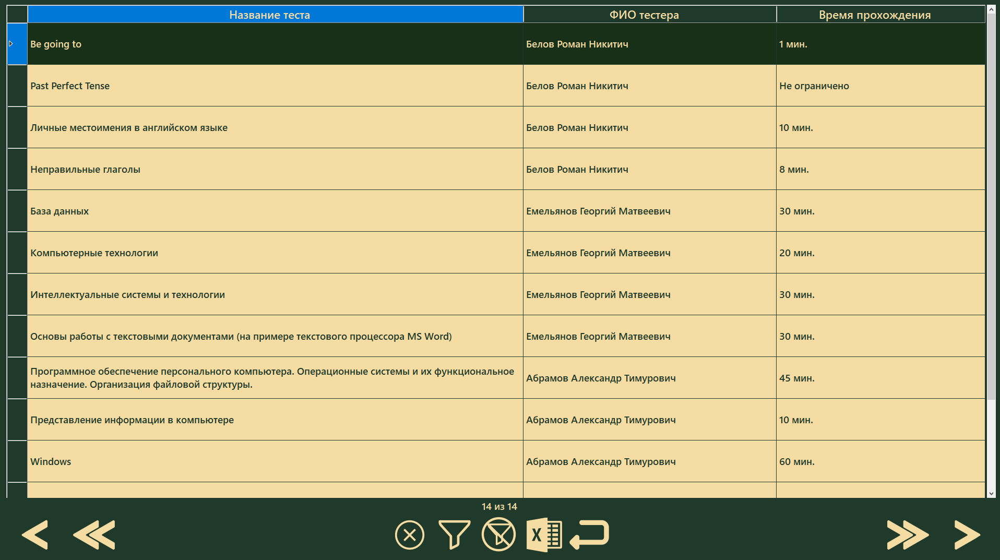 Название теста ФИО тестера Время прохождения
Be going to Белов Роман Никитич 1 мин.
Past Perfect Tense Белов Роман Никитич Не ограничено
Личные местоимения в английском языке Белов Роман Никитич 10 мин.
Неправильные глаголы Белов Роман Никитич 8 мин.
База данных Емельянов Георгий Матвеевич 30 мин.
Компьютерные технологии Емельянов Георгий Матвеевич 20 мин.
Интеллектуальные системы и технологии Емельянов Георгий Матвеевич 30 мин.
Основы работы с текстовыми документами (на примере текстового процессора MS Word) Емельянов Георгий Матвеевич 30 мин.
Программное обеспечение персонального компьютера. Операционные системы и их функциональное
назначение. Организация файловой структуры. Абрамов Александр Тимурович 45 мин.
Представление информации в компьютере Абрамов Александр Тимурович 10 мин.
Windows Абрамов Александр Тимурович 60 мин.
14 из 14
X